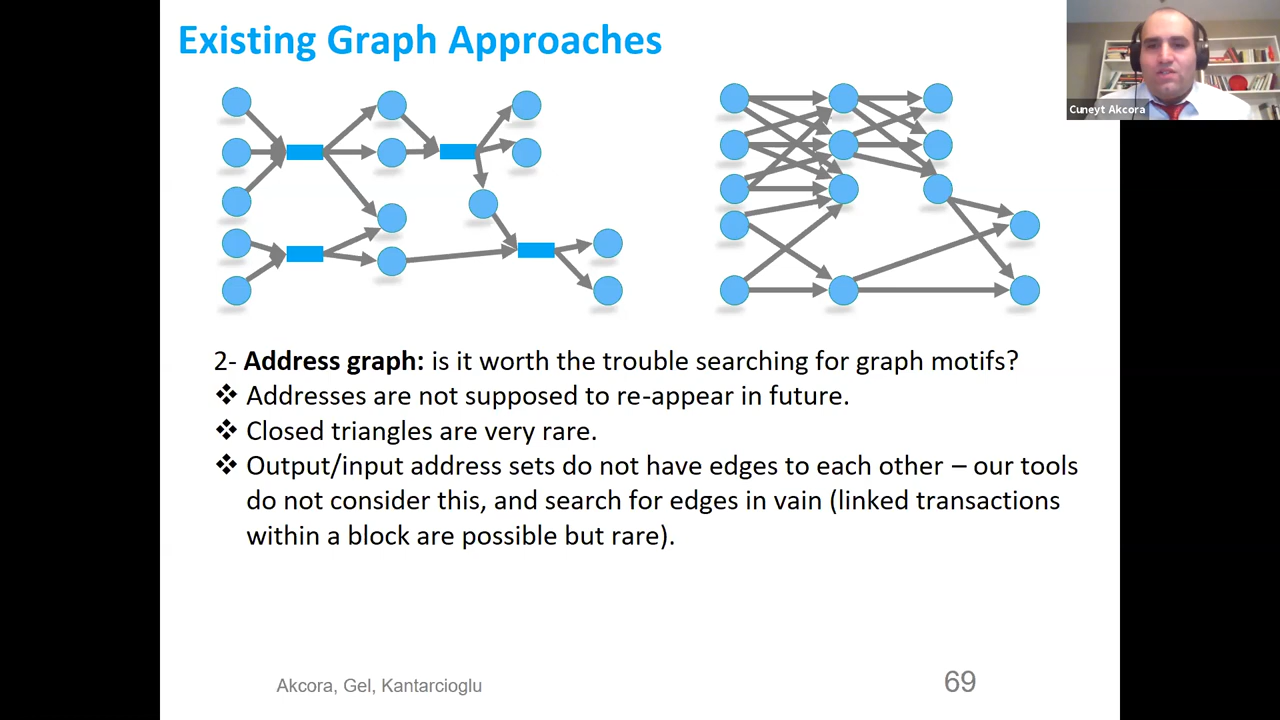 Existing Graph Approaches
Cuneyt Akcora
2- Address graph: is it worth the trouble searching for graph motifs?
❖ Addresses are not supposed to re-appear in future.
❖ Closed triangles are very rare.
❖ Output/input address sets do not have edges to each other – our tools
do not consider this, and search for edges in vain (linked transactions
within a block are possible but rare).
Akcora, Gel, Kantarcioglu
69